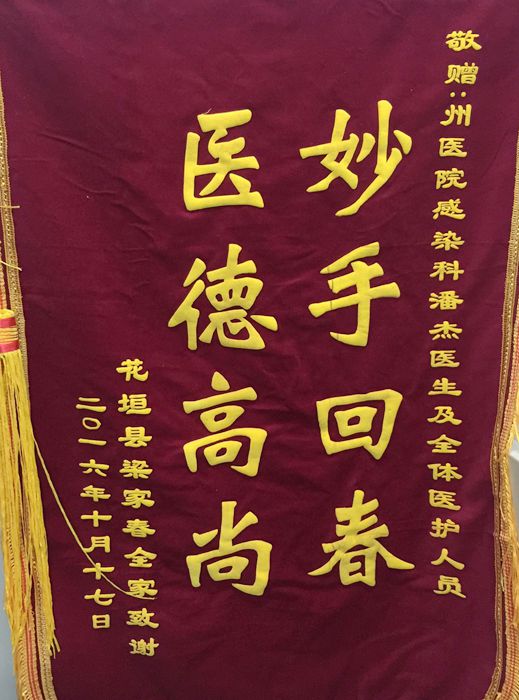 敬赠:州医院感染科潘杰医生及全体医护人员
妙手回春
医德高尚
花垣县梁家春全家致谢
二〇一六年十月十七日